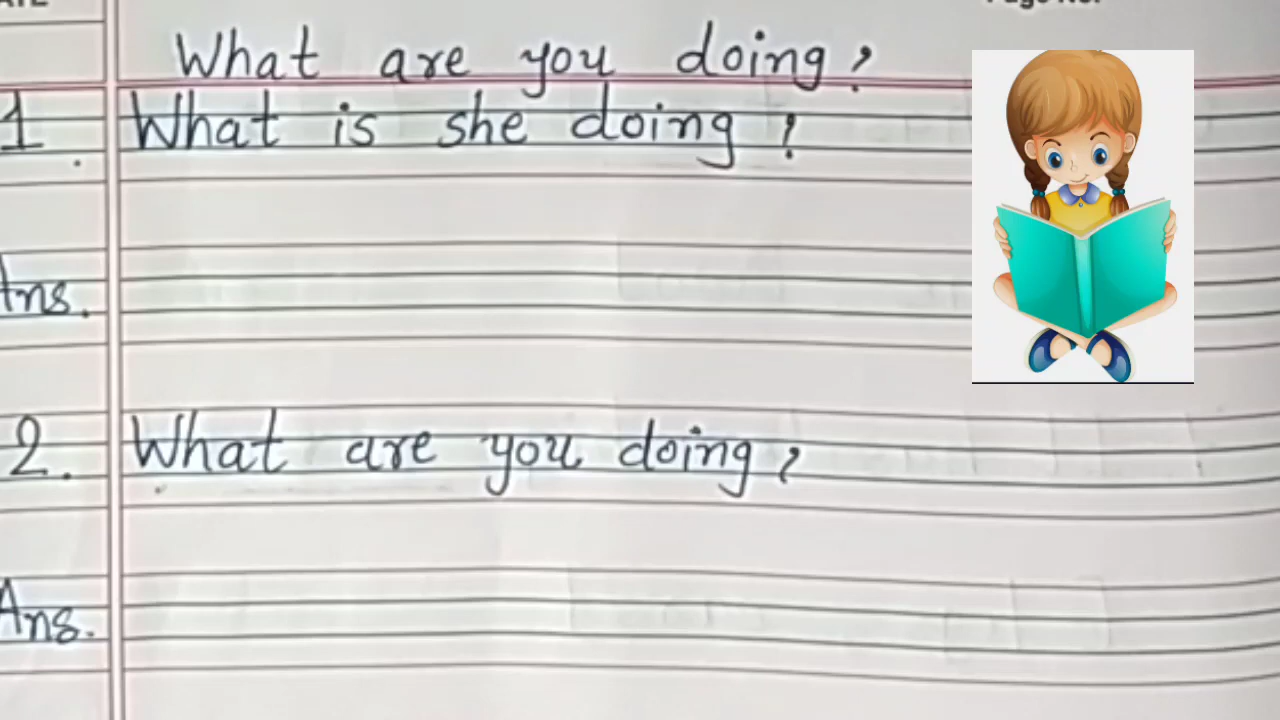 What are you doing?
1. What is she doing?
Ans.
2. What are you doing?
Ans.